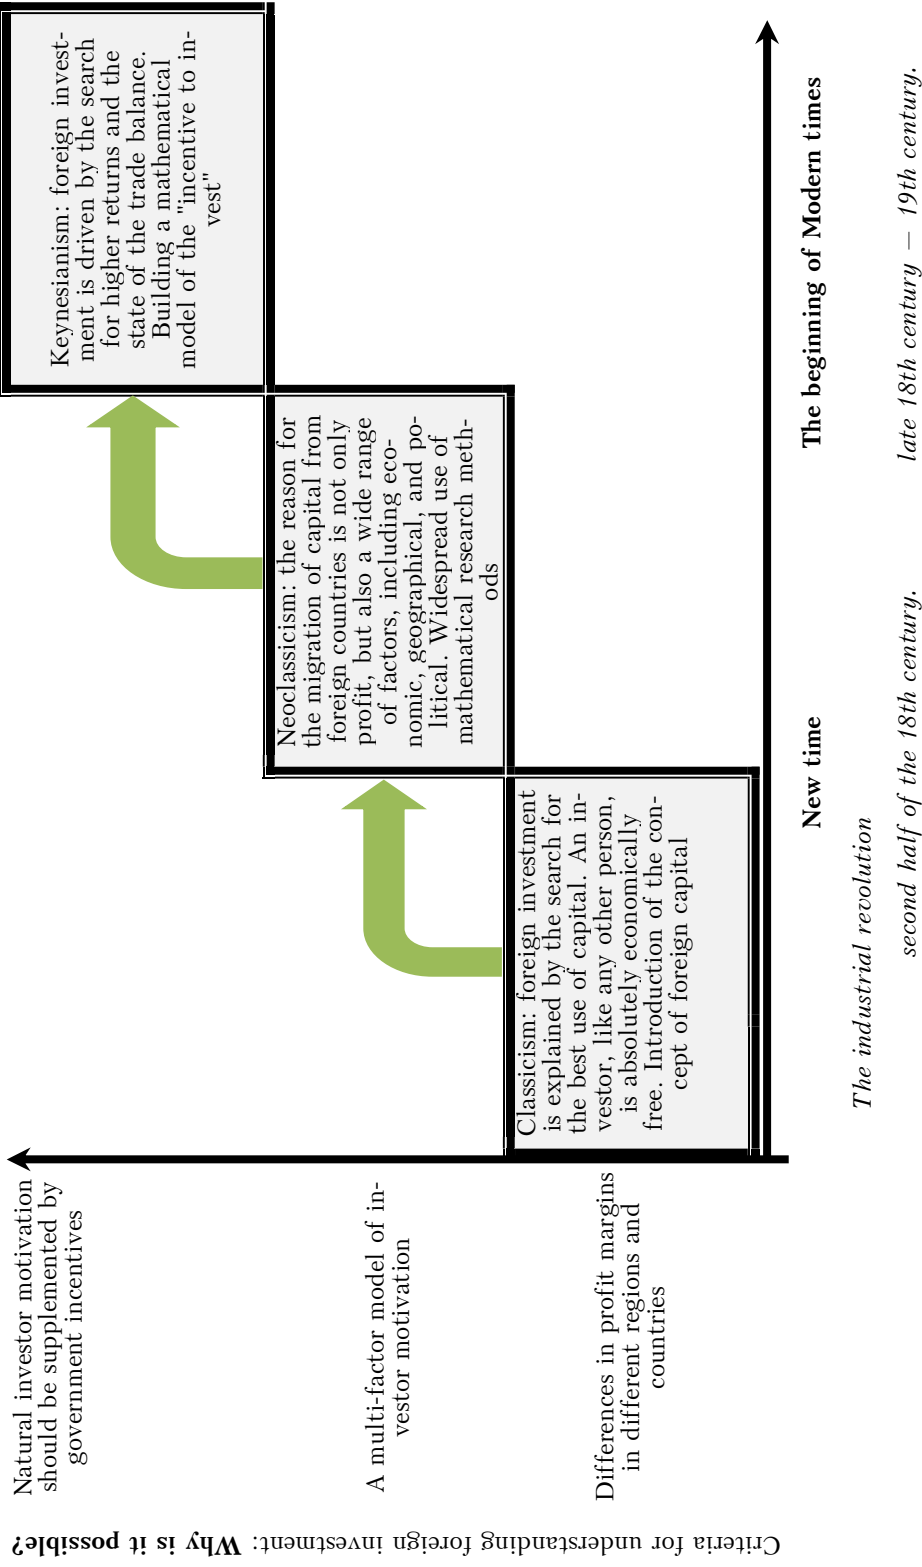 Criteria for understanding foreign investment: Why is it possible?
Natural investor motivation
should be supplemented by
government incentives
A multi-factor model of in-
vestor motivation
Differences in profit margins
in different regions and
countries
Keynesianism: foreign invest-
ment is driven by the search
for higher returns and the
state of the trade balance.
Building a mathematical
model of the "incentive to in-
vest"
Neoclassicism: the reason for
the migration of capital from
foreign countries is not only
profit, but also a wide range
of factors, including eco-
nomic, geographical, and po-
litical. Widespread use of
mathematical research meth-
ods
Classicism: foreign investment
is explained by the search for
the best use of capital. An in-
vestor, like any other person,
is absolutely economically
free. Introduction of the con-
cept of foreign capital
New time
The beginning of Modern times
The industrial revolution
second half of the 18th century.
late 18th century – 19th century.